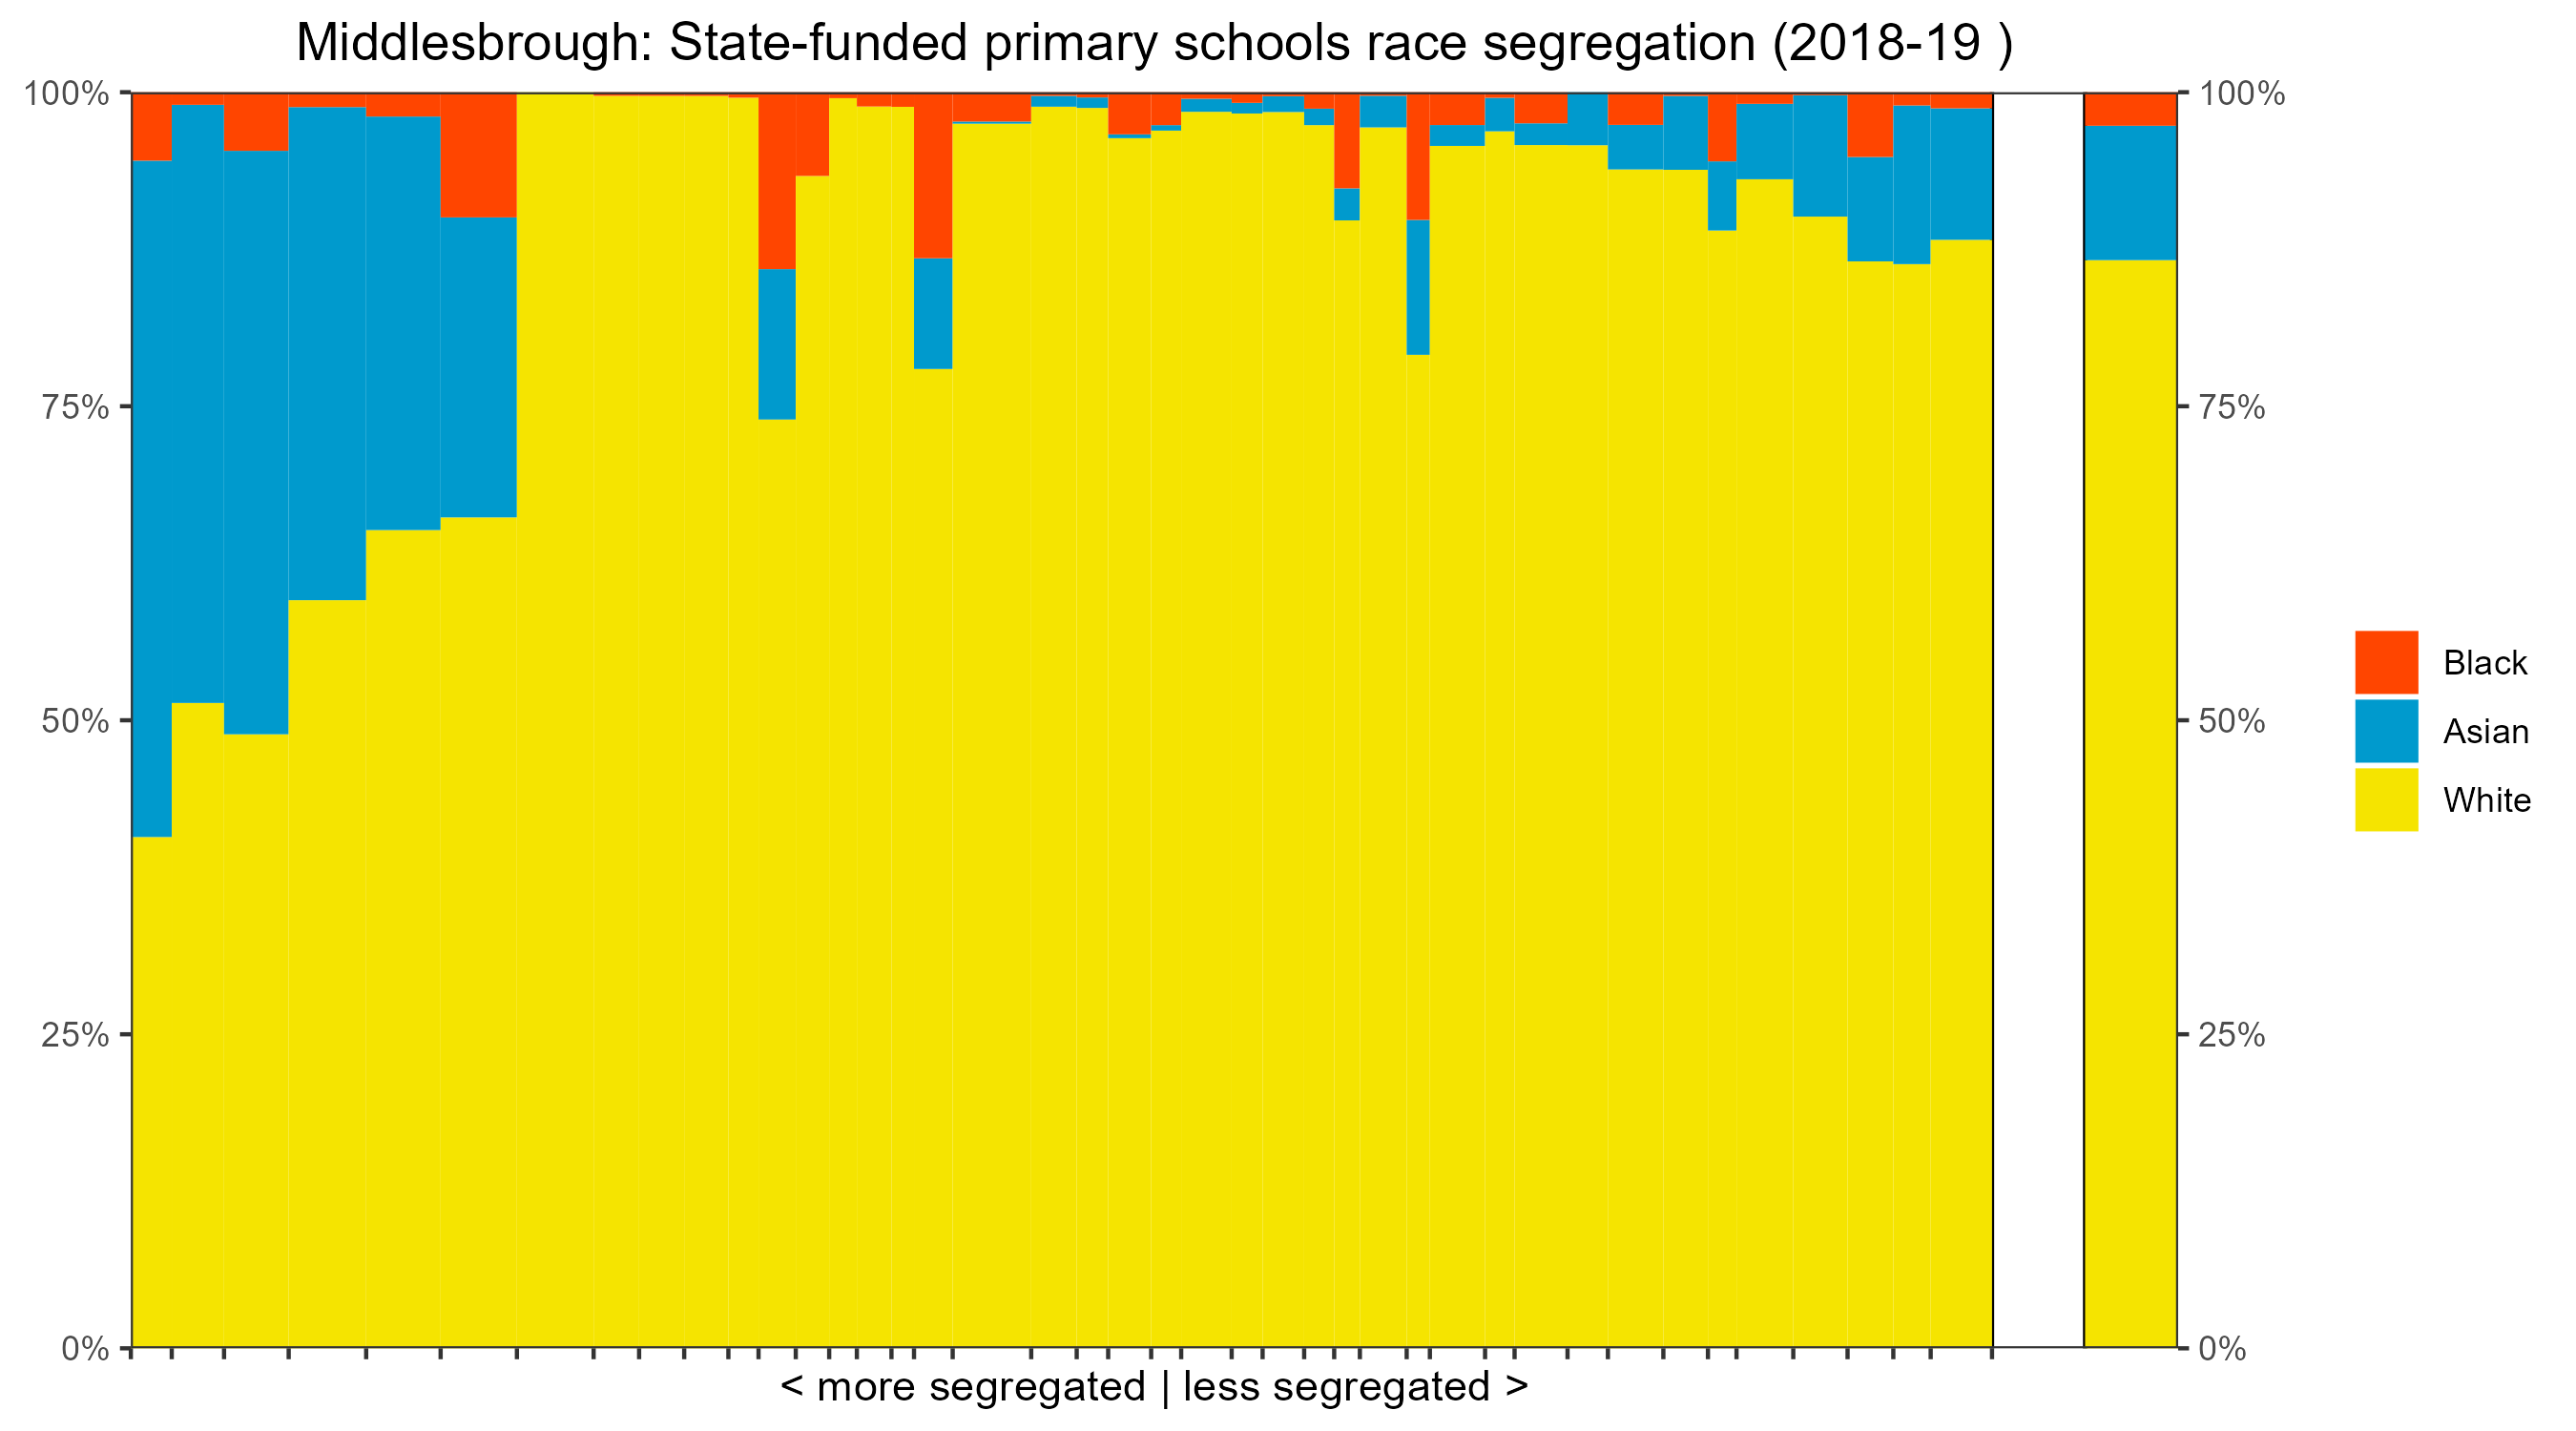 Middlesbrough: State-funded primary schools race segregation (2018-19 )
100%
75%
50%
25%
0%
100%
75%
50%
25%
0%
Black
Asian
White
< more segregated | less segregated >